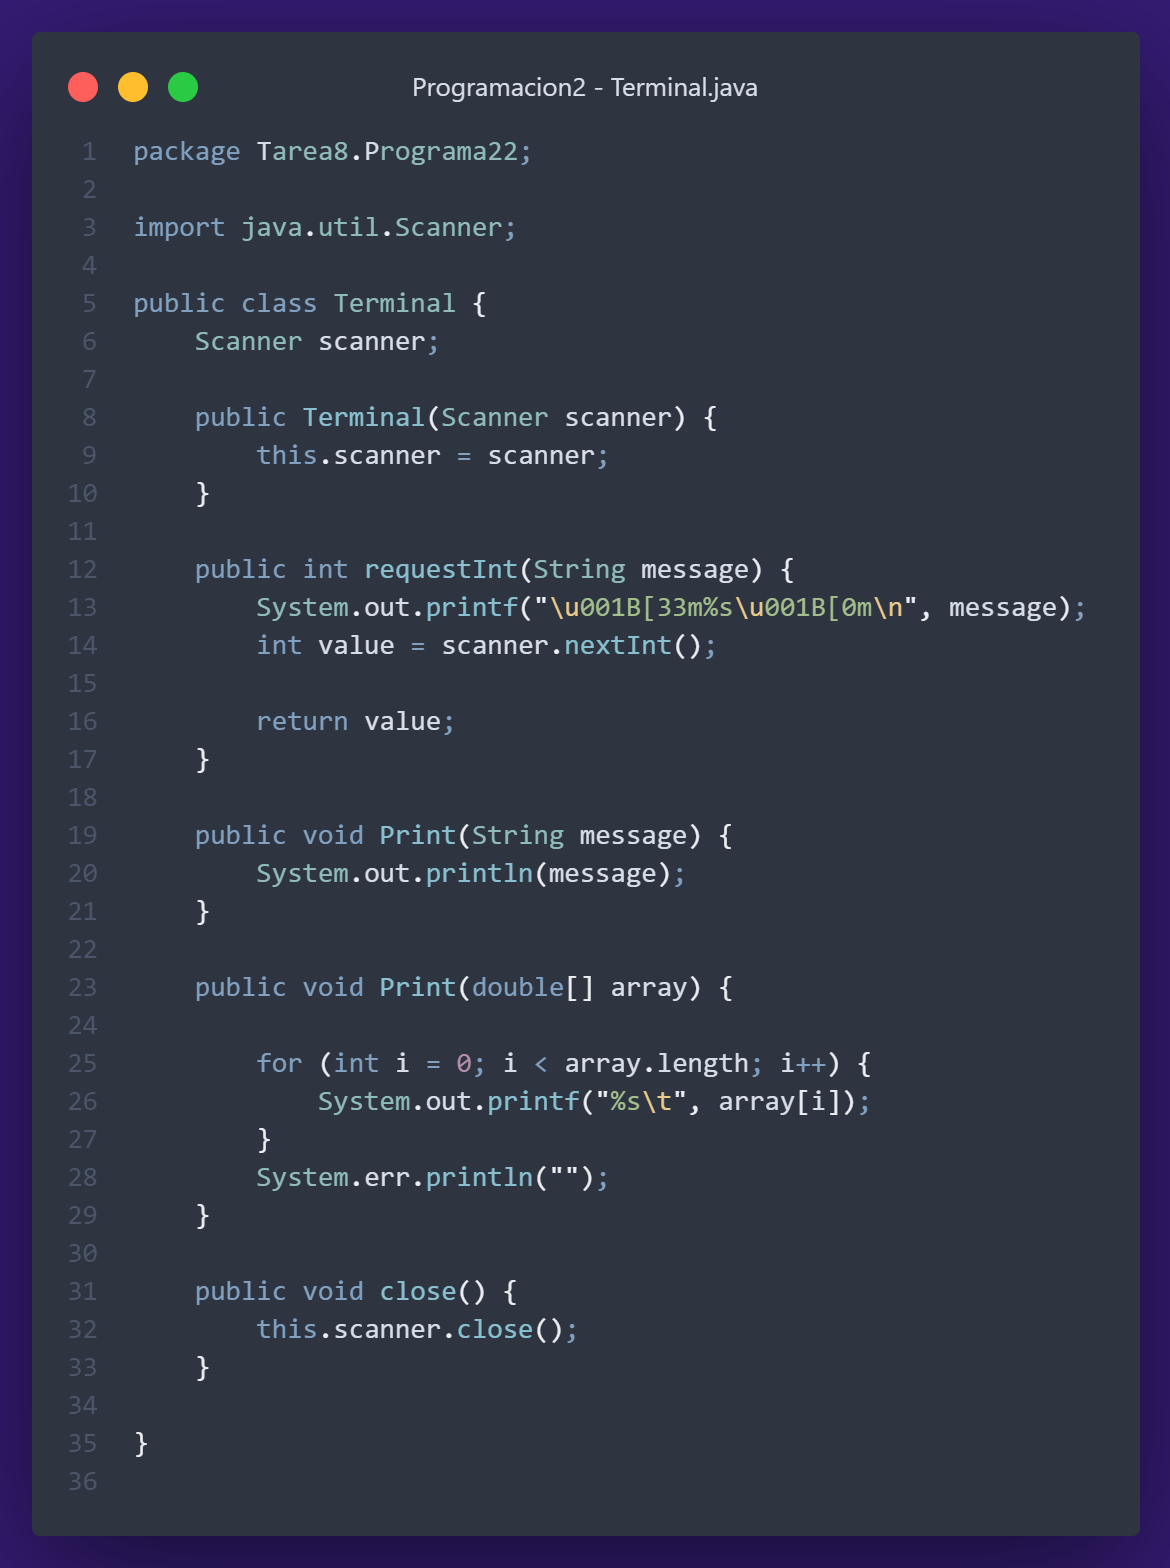 Programacion2 - Terminal.java
1 package Tarea8.Programa22;
2
3 import java.util.Scanner;
4
5 public class Terminal {
6     Scanner scanner;
7
8     public Terminal(Scanner scanner) {
9         this.scanner = scanner;
10     }
11
12     public int requestInt(String message) {
13         System.out.printf("\u001B[33m%s\u001B[0m\n", message);
14         int value = scanner.nextInt();
15
16         return value;
17     }
18
19     public void Print(String message) {
20         System.out.println(message);
21     }
22
23     public void Print(double[] array) {
24
25         for (int i = 0; i < array.length; i++) {
26             System.out.printf("%s\t", array[i]);
27         }
28         System.err.println("");
29     }
30
31     public void close() {
32         this.scanner.close();
33     }
34
35 }
36